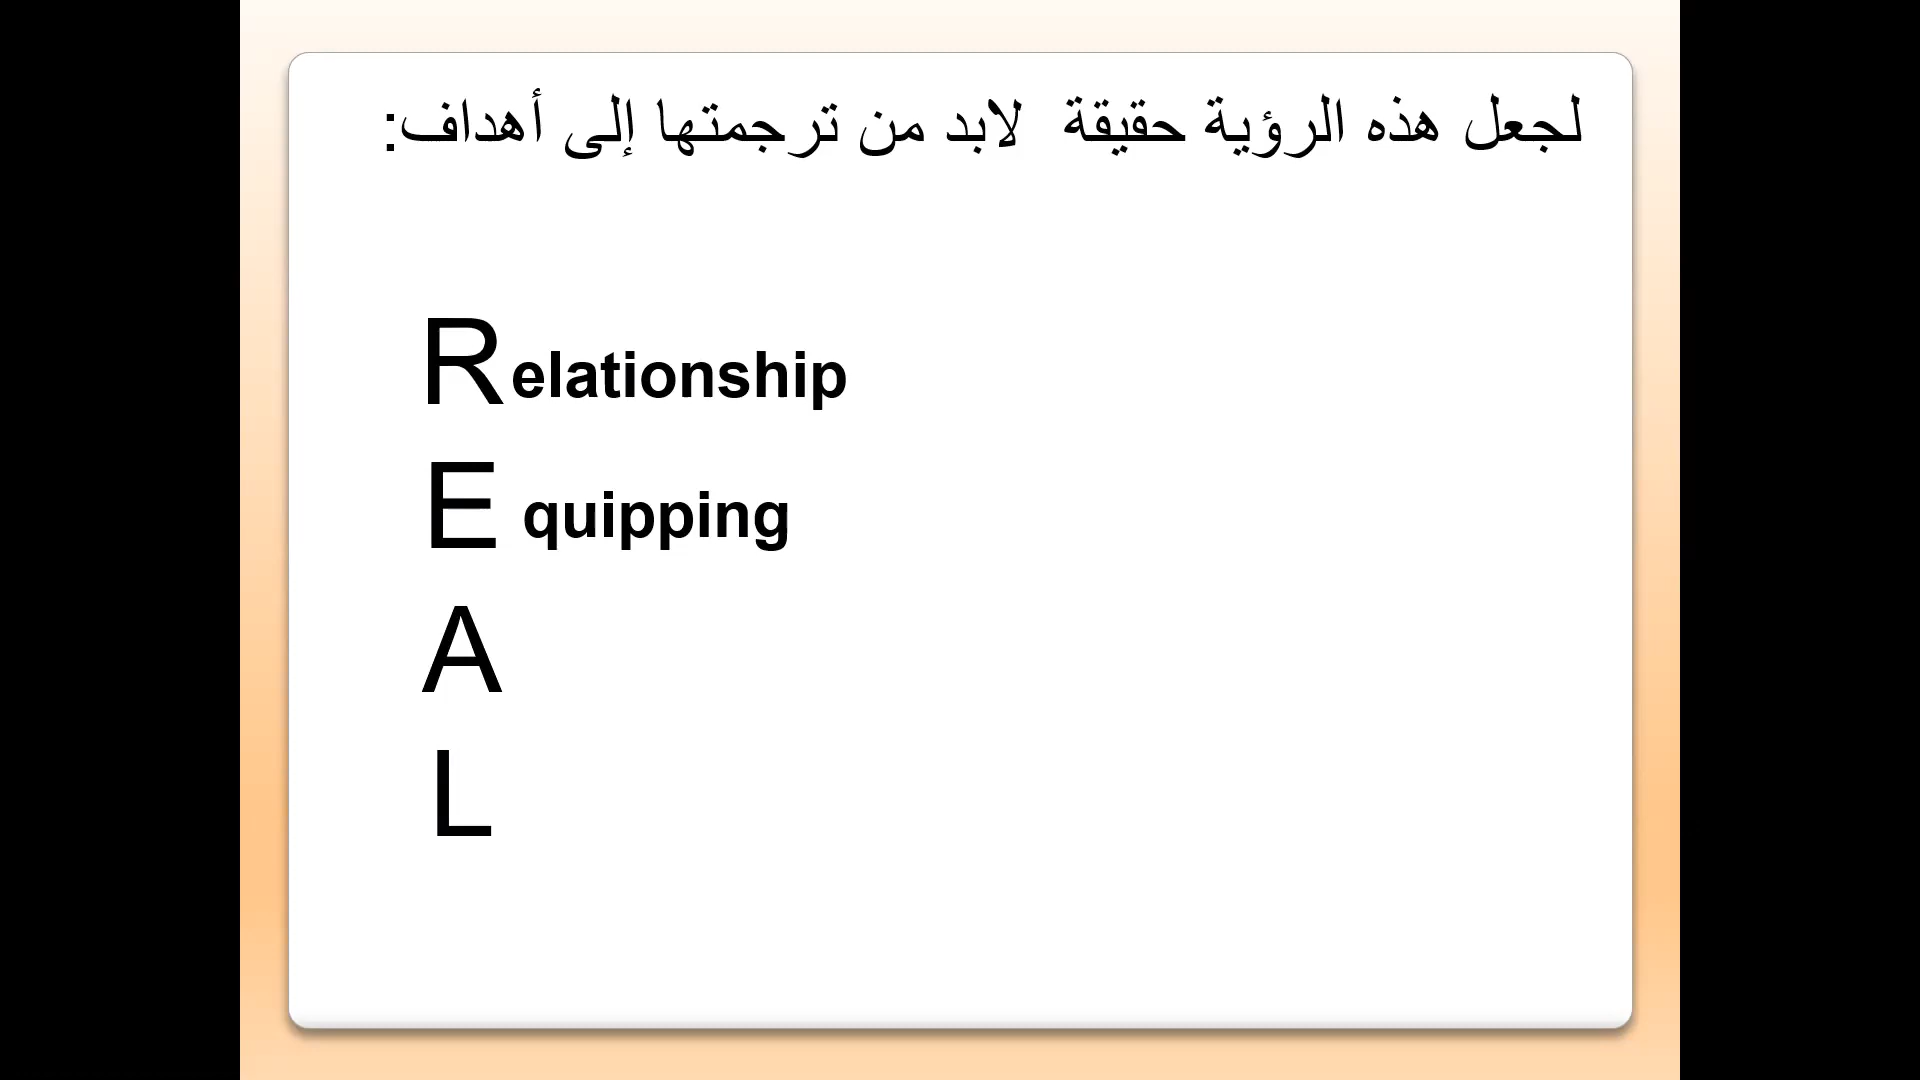 لجعل هذه الرؤية حقيقة  لابد من ترجمتها إلى أهداف:
Relationship
E quipping
A
L